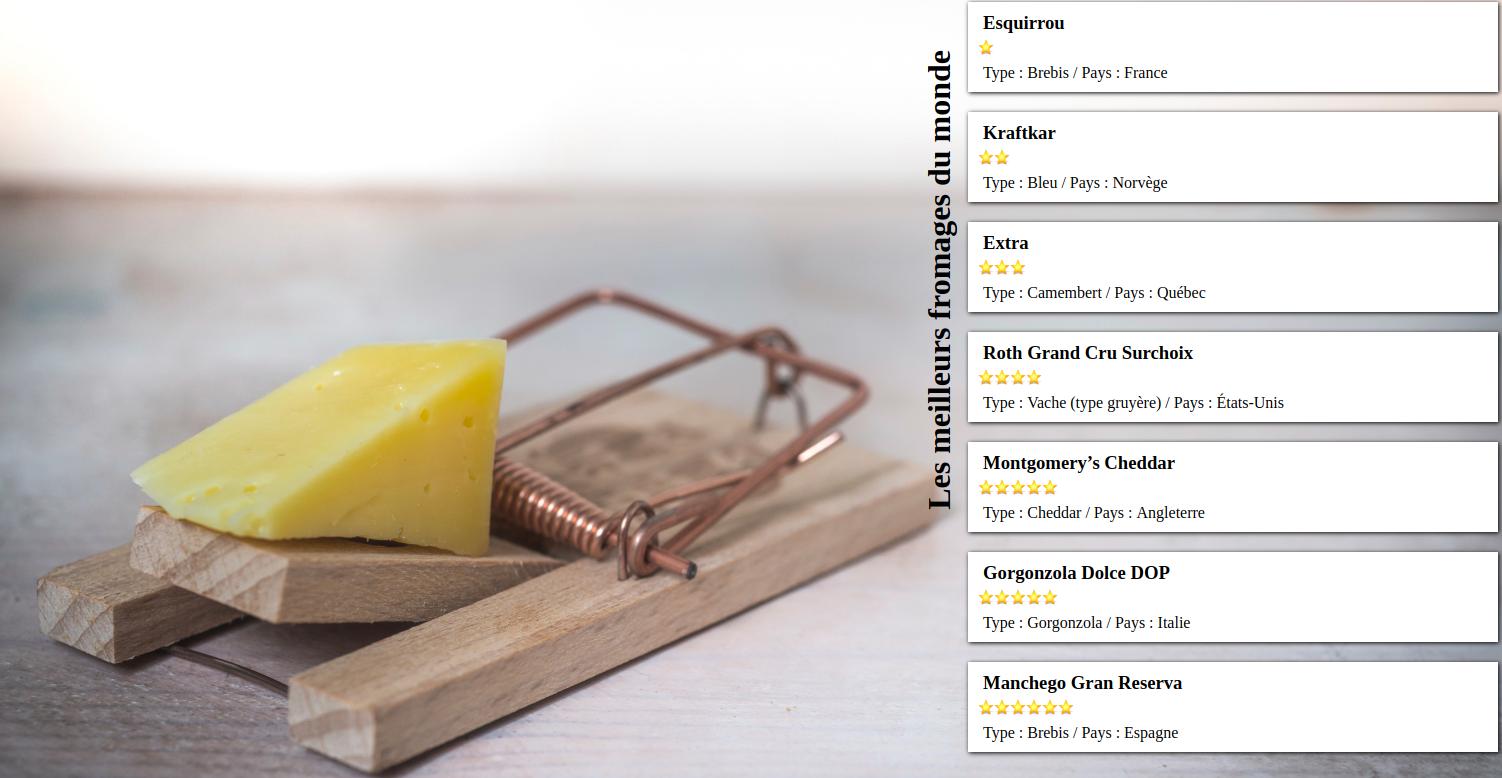 Les meilleurs fromages du monde
Esquirrou
⭐
Type : Brebis / Pays : France
Kraftkar
⭐⭐
Type : Bleu / Pays : Norvège
Extra
⭐⭐⭐
Type : Camembert / Pays : Québec
Roth Grand Cru Surchoix
⭐⭐⭐⭐
Type : Vache (type gruyère) / Pays : États-Unis
Montgomery’s Cheddar
⭐⭐⭐⭐⭐
Type : Cheddar / Pays : Angleterre
Gorgonzola Dolce DOP
⭐⭐⭐⭐⭐
Type : Gorgonzola / Pays : Italie
Manchego Gran Reserva
⭐⭐⭐⭐⭐⭐
Type : Brebis / Pays : Espagne